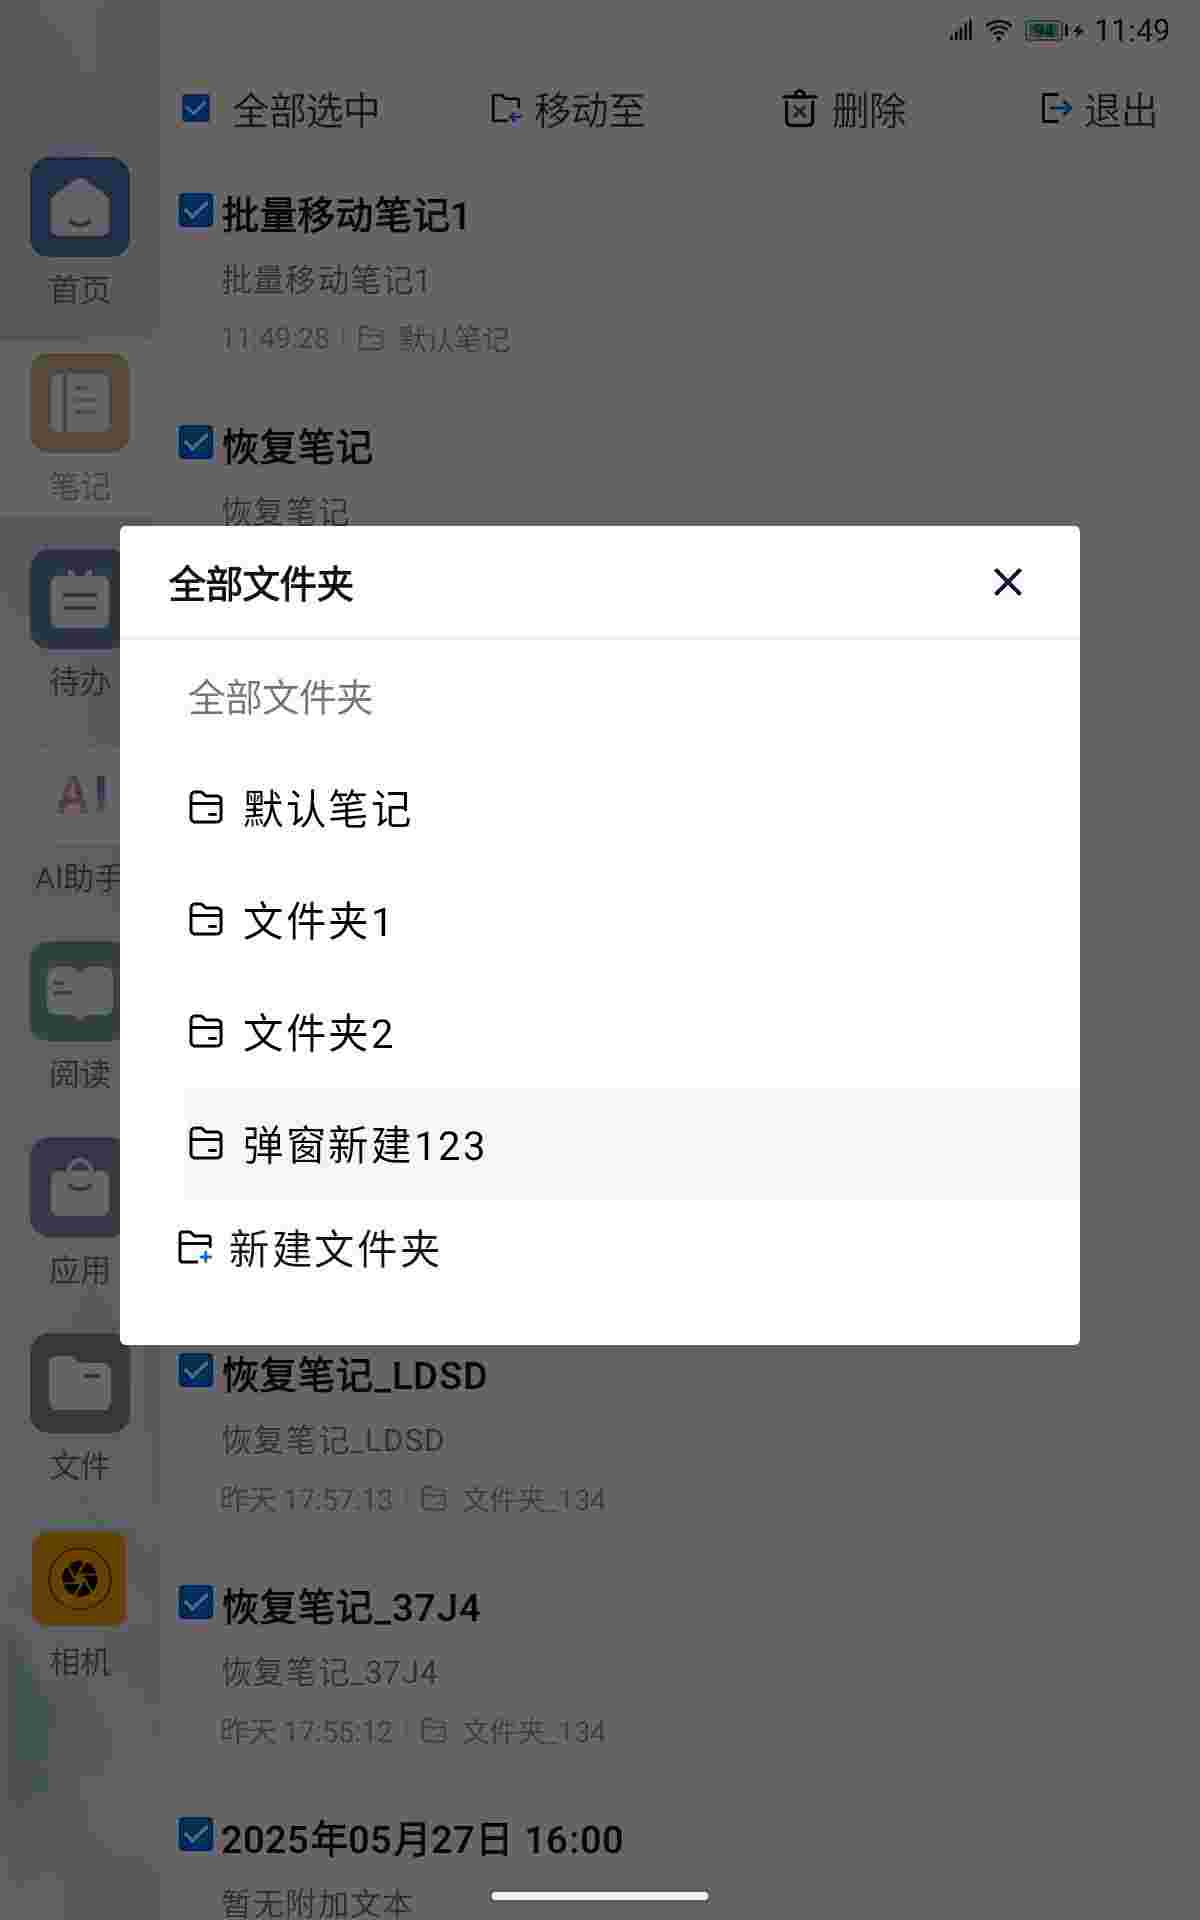 94 11:49
全部选中 移动至 删除 退出
批量移动笔记1
批量移动笔记1
11:49:28 默认笔记
首页
恢复笔记
恢复笔记
笔记
全部文件夹
全部文件夹
待办
默认笔记
AI
AI助手
文件夹1
文件夹2
阅读
弹窗新建123
新建文件夹
应用
恢复笔记_LDSD
恢复笔记_LDSD
昨天 17:57:13 文件夹_134
文件
恢复笔记_37J4
恢复笔记_37J4
昨天 17:55:12 文件夹_134
相机
2025年05月27日 16:00
暂无附加文本